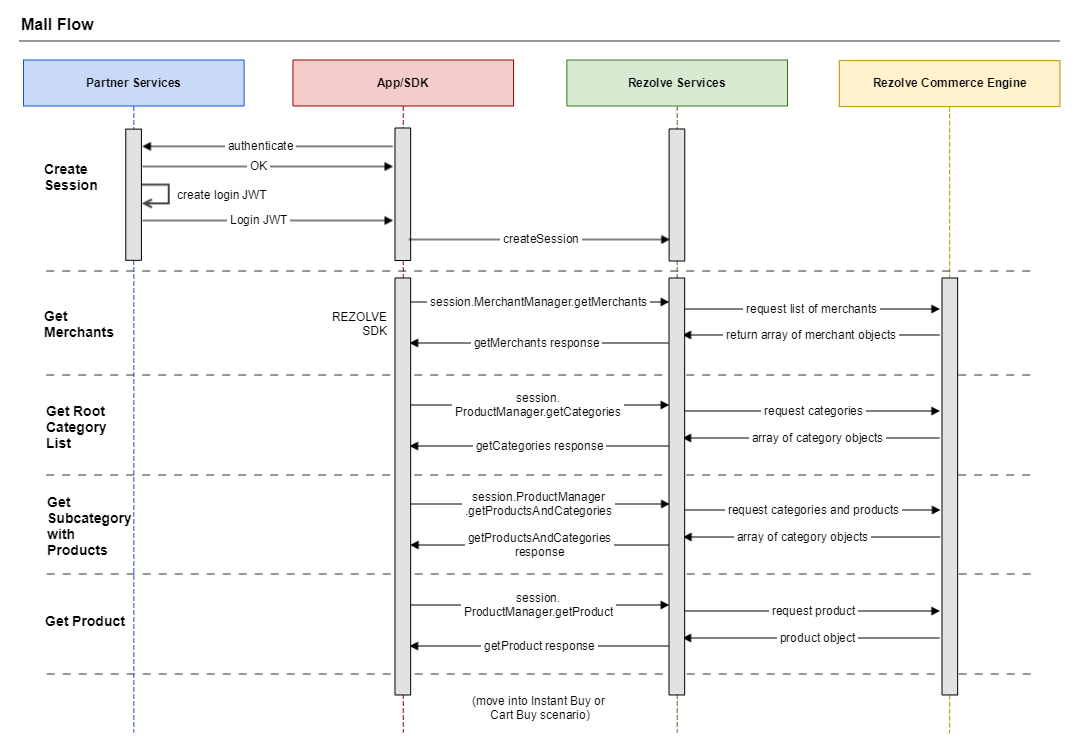 Mall Flow
Partner Services
App/SDK
Rezolve Services
Rezolve Commerce Engine
Create
Session
authenticate
OK
create login JWT
Login JWT
createSession
Get
Merchants
REZOLVE
SDK
session.MerchantManager.getMerchants
request list of merchants
return array of merchant objects
getMerchants response
Get Root
Category
List
session.
ProductManager.getCategories
request categories
array of category objects
getCategories response
Get
Subcategory
with
Products
session.ProductManager
.getProductsAndCategories
request categories and products
array of category objects
getProductsAndCategories
response
Get Product
session.
ProductManager.getProduct
request product
product object
getProduct response
(move into Instant Buy or
Cart Buy scenario)